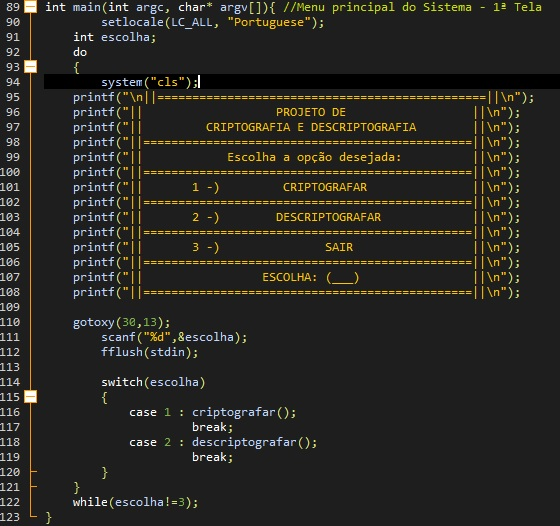 89 int main(int argc, char* argv[]){ //Menu principal do Sistema - 1ª Tela
90         setlocale(LC_ALL, "Portuguese");
91     int escolha;
92     do
93     {
94         system("cls");
95     printf("\n||===============================================||\n");
96     printf("||                   PROJETO DE                  ||\n");
97     printf("||         CRIPTOGRAFIA E DESCRIPTOGRAFIA        ||\n");
98     printf("||===============================================||\n");
99     printf("||            Escolha a opção desejada:          ||\n");
100     printf("||===============================================||\n");
101     printf("||       1 -)         CRIPTOGRAFAR               ||\n");
102     printf("||===============================================||\n");
103     printf("||       2 -)        DESCRIPTOGRAFAR             ||\n");
104     printf("||===============================================||\n");
105     printf("||       3 -)               SAIR                 ||\n");
106     printf("||===============================================||\n");
107     printf("||                 ESCOLHA: (___)                ||\n");
108     printf("||===============================================||\n");
109
110     gotoxy(30,13);
111         scanf("%d",&escolha);
112         fflush(stdin);
113
114         switch(escolha)
115         {
116             case 1 : criptografar();
117                      break;
118             case 2 : descriptografar();
119                      break;
120         }
121     }
122     while(escolha!=3);
123 }